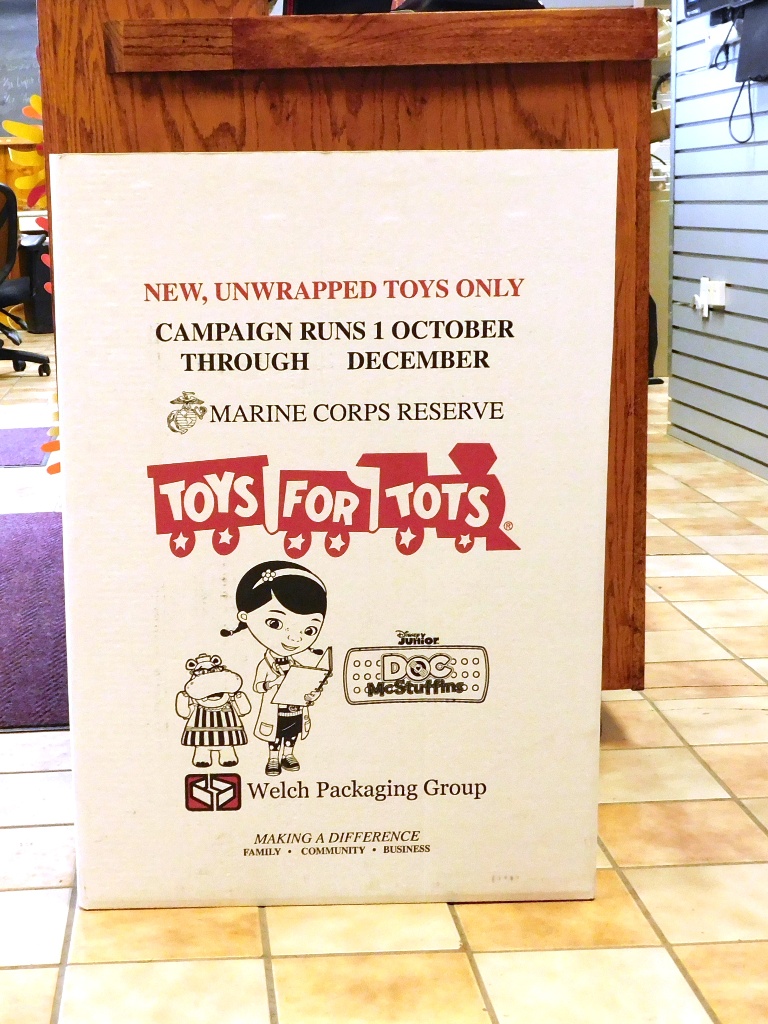 NEW, UNWRAPPED TOYS ONLY
CAMPAIGN RUNS 1 OCTOBER
THROUGH DECEMBER
MARINE CORPS RESERVE
TOYS FOR TOTS®
Disney Junior
DOC
McStuffins
Welch Packaging Group
MAKING A DIFFERENCE
FAMILY • COMMUNITY • BUSINESS